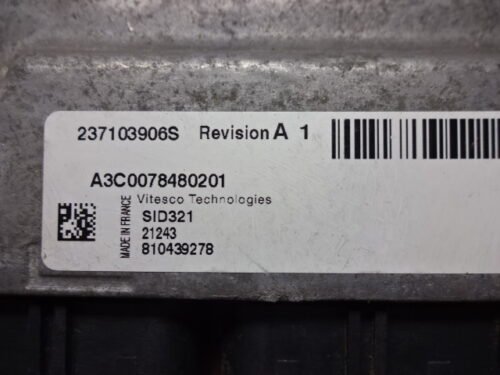 237103906S Revision A 1
A3C0078480201
MADE IN FRANCE
Vitesco Technologies
SID321
21243
810439278